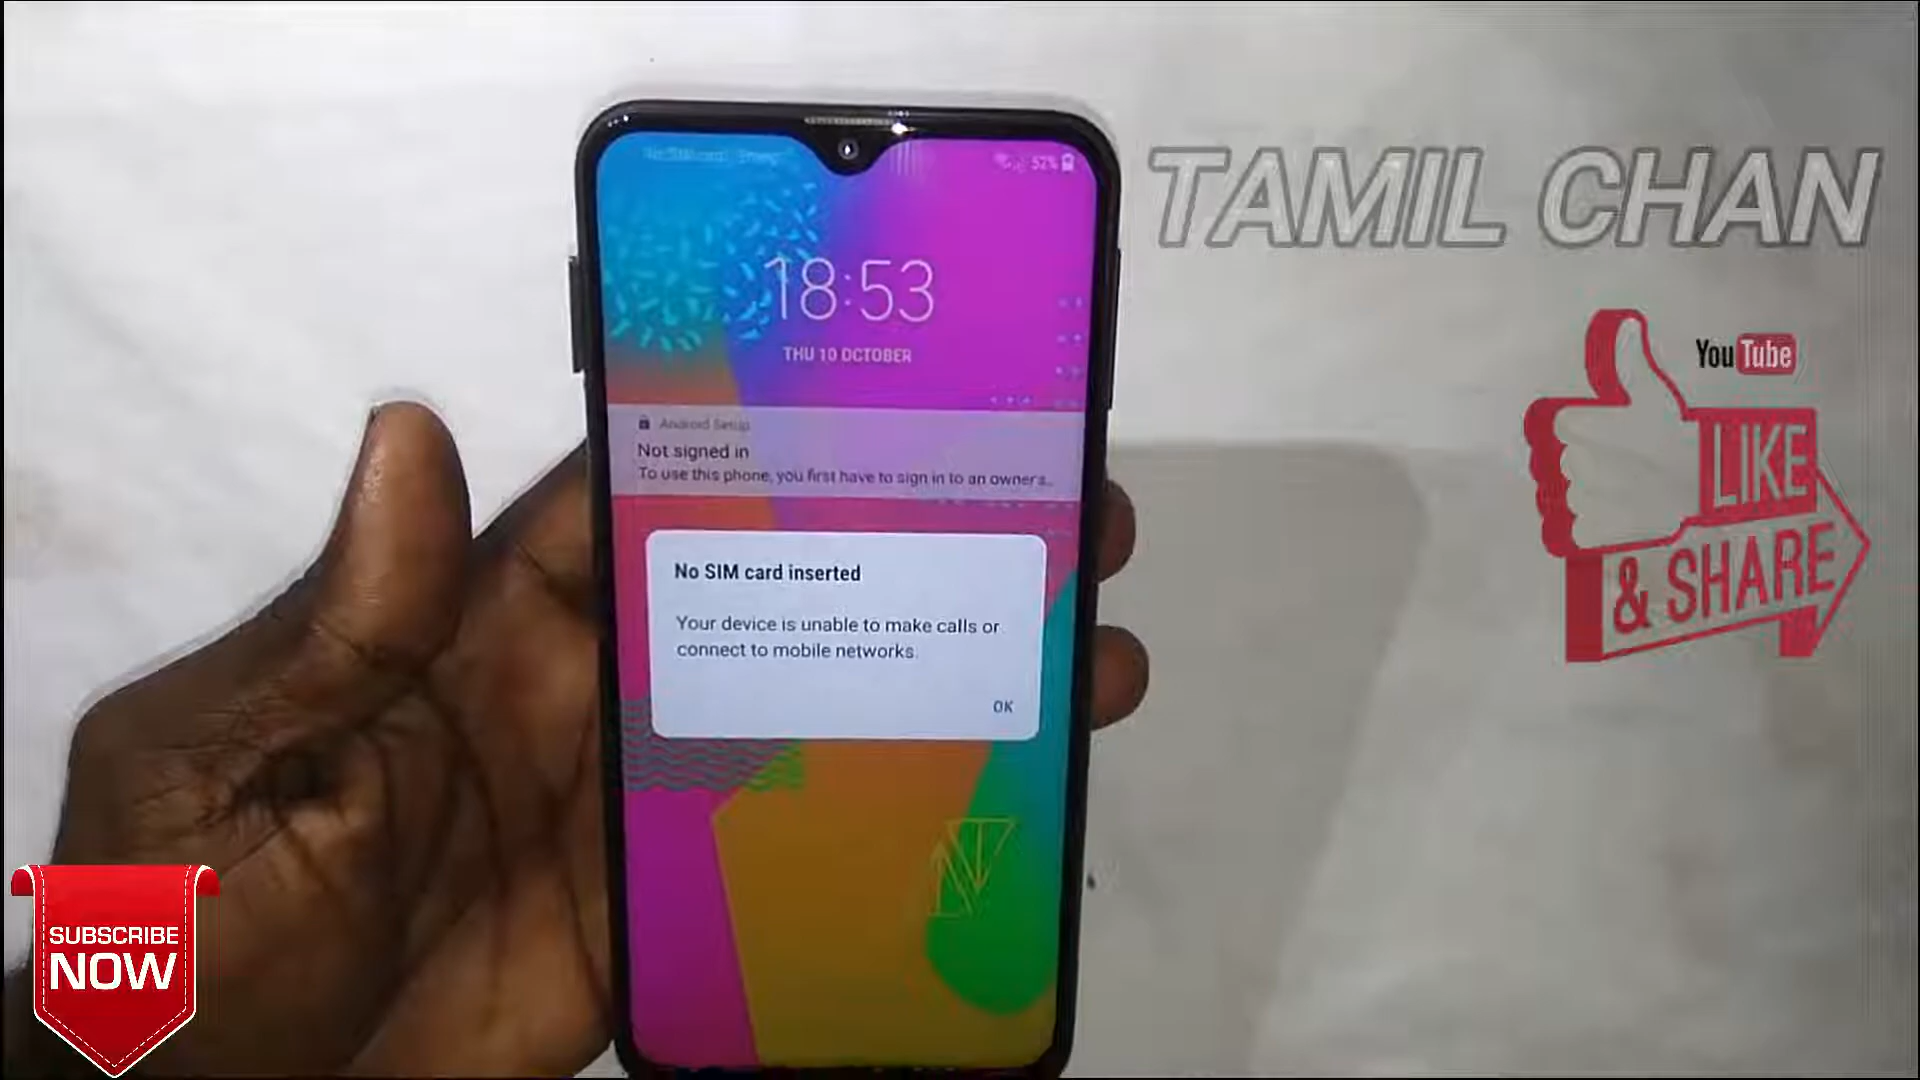 52%
TAMIL CHAN
18:53
THU 10 OCTOBER
YouTube
Android Setup
Not signed in
To use this phone, you first have to sign in to an owner's..
LIKE
& SHARE
No SIM card inserted
Your device is unable to make calls or
connect to mobile networks.
OK
SUBSCRIBE
NOW